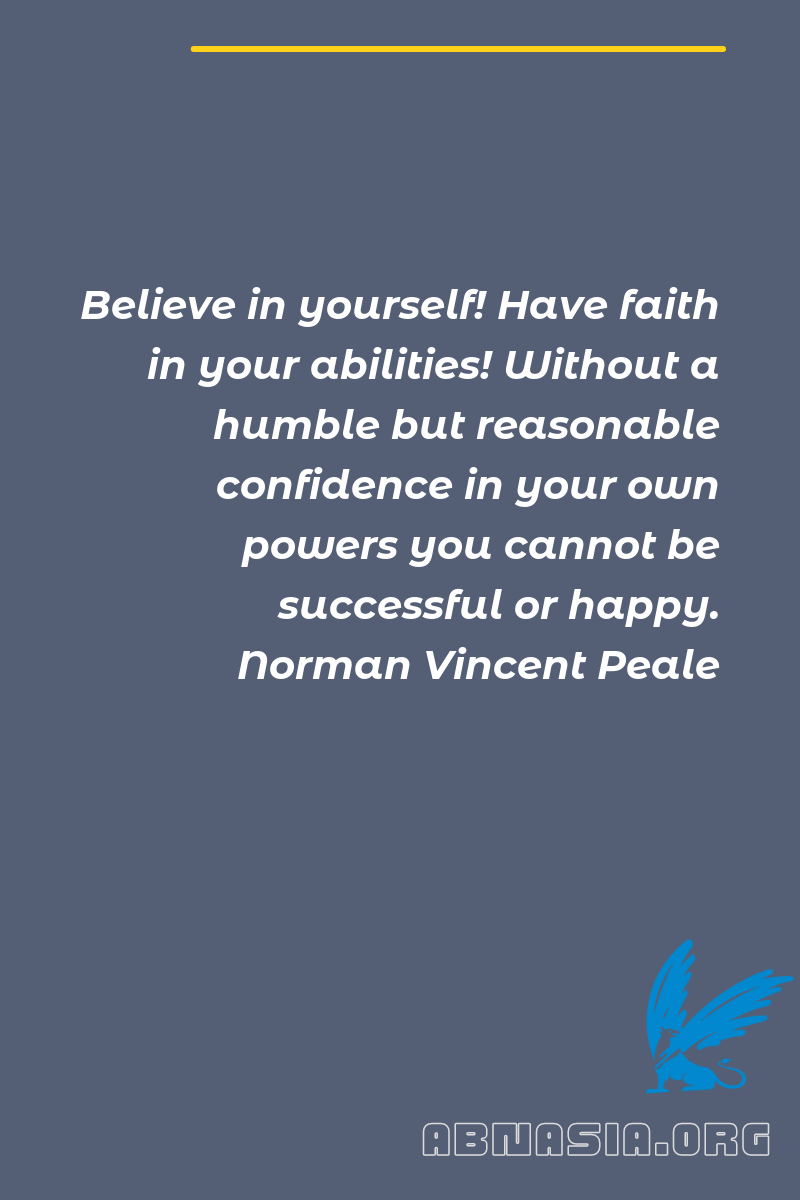 Believe in yourself! Have faith
in your abilities! Without a
humble but reasonable
confidence in your own
powers you cannot be
successful or happy.
Norman Vincent Peale
ABNASIA.ORG